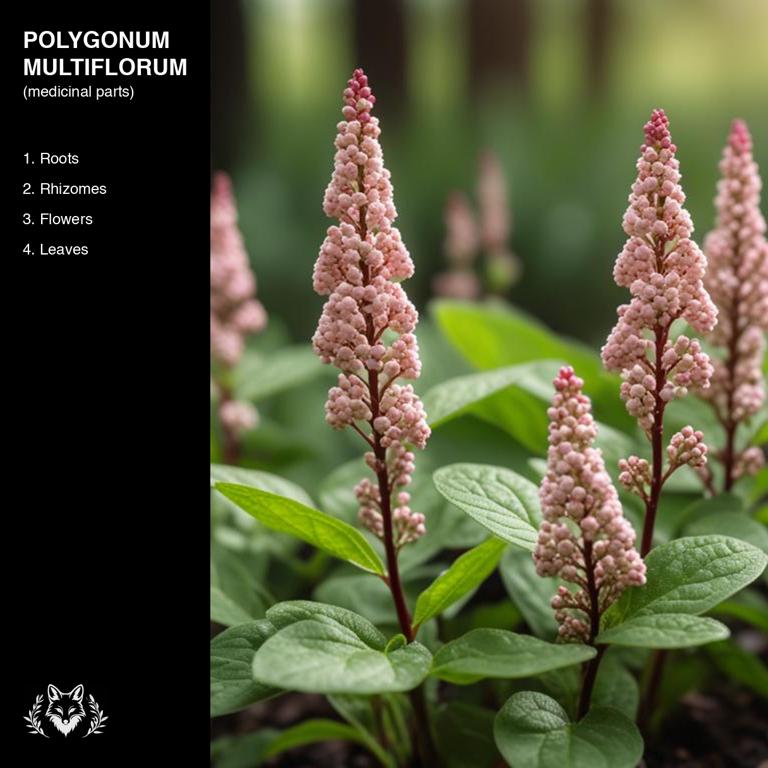 POLYGONUM
MULTIFLORUM
(medicinal parts)
1. Roots
2. Rhizomes
3. Flowers
4. Leaves